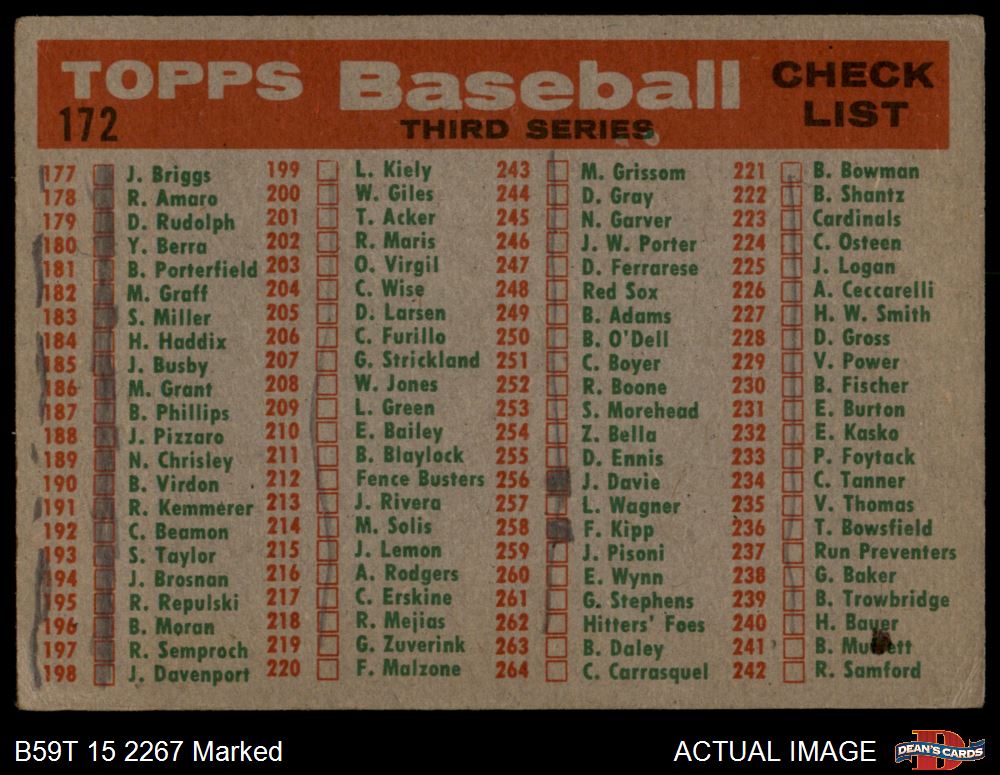 TOPPS Baseball CHECK LIST
172 THIRD SERIES
177 J. Briggs
178 R. Amaro
179 D. Rudolph
180 Y. Berra
181 B. Porterfield
182 M. Graff
183 S. Miller
184 H. Haddix
185 J. Busby
186 M. Grant
187 B. Phillips
188 J. Pizzaro
189 N. Chrisley
190 B. Virdon
191 R. Kemmerer
192 C. Beamon
193 S. Taylor
194 J. Brosnan
195 R. Repulski
196 B. Moran
197 R. Semproch
198 J. Davenport
199 L. Kiely
200 W. Giles
201 T. Acker
202 R. Maris
203 O. Virgil
204 C. Wise
205 D. Larsen
206 C. Furillo
207 G. Strickland
208 W. Jones
209 L. Green
210 E. Bailey
211 B. Blaylock
212 Fence Busters
213 J. Rivera
214 M. Solis
215 J. Lemon
216 A. Rodgers
217 C. Erskine
218 R. Mejias
219 G. Zuverink
220 F. Malzone
243 M. Grissom
244 D. Gray
245 N. Garver
246 J. W. Porter
247 D. Ferrarese
248 Red Sox
249 B. Adams
250 B. O'Dell
251 C. Boyer
252 R. Boone
253 S. Morehead
254 Z. Bella
255 D. Ennis
256 J. Davie
257 L. Wagner
258 F. Kipp
259 J. Pisoni
260 E. Wynn
261 G. Stephens
262 Hitters' Foes
263 B. Daley
264 C. Carrasquel
221 B. Bowman
222 B. Shantz
223 Cardinals
224 C. Osteen
225 J. Logan
226 A. Ceccarelli
227 H. W. Smith
228 D. Gross
229 V. Power
230 B. Fischer
231 E. Burton
232 E. Kasko
233 P. Foytack
234 C. Tanner
235 V. Thomas
236 T. Bowsfield
237 Run Preventers
238 G. Baker
239 B. Trowbridge
240 H. Bauer
241 B.
242 R. Samford
B59T 15 2267 Marked
ACTUAL IMAGE
DEAN'S CARDS